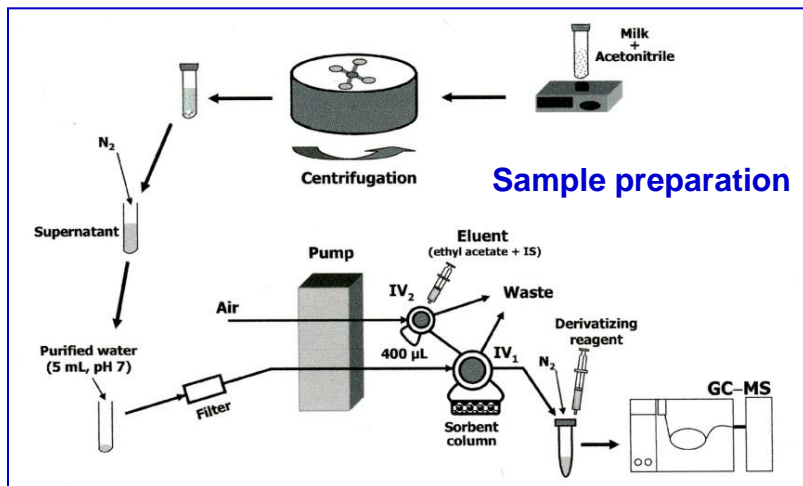 Milk
+
Acetonitrile
Centrifugation
Sample preparation
N₂
Supernatant
Pump
Eluent
(ethyl acetate + IS)
IV₂
Waste
Air
400 µL
IV₁
Derivatizing
reagent
N₂
Purified water
(5 mL, pH 7)
Filter
Sorbent
column
GC–MS